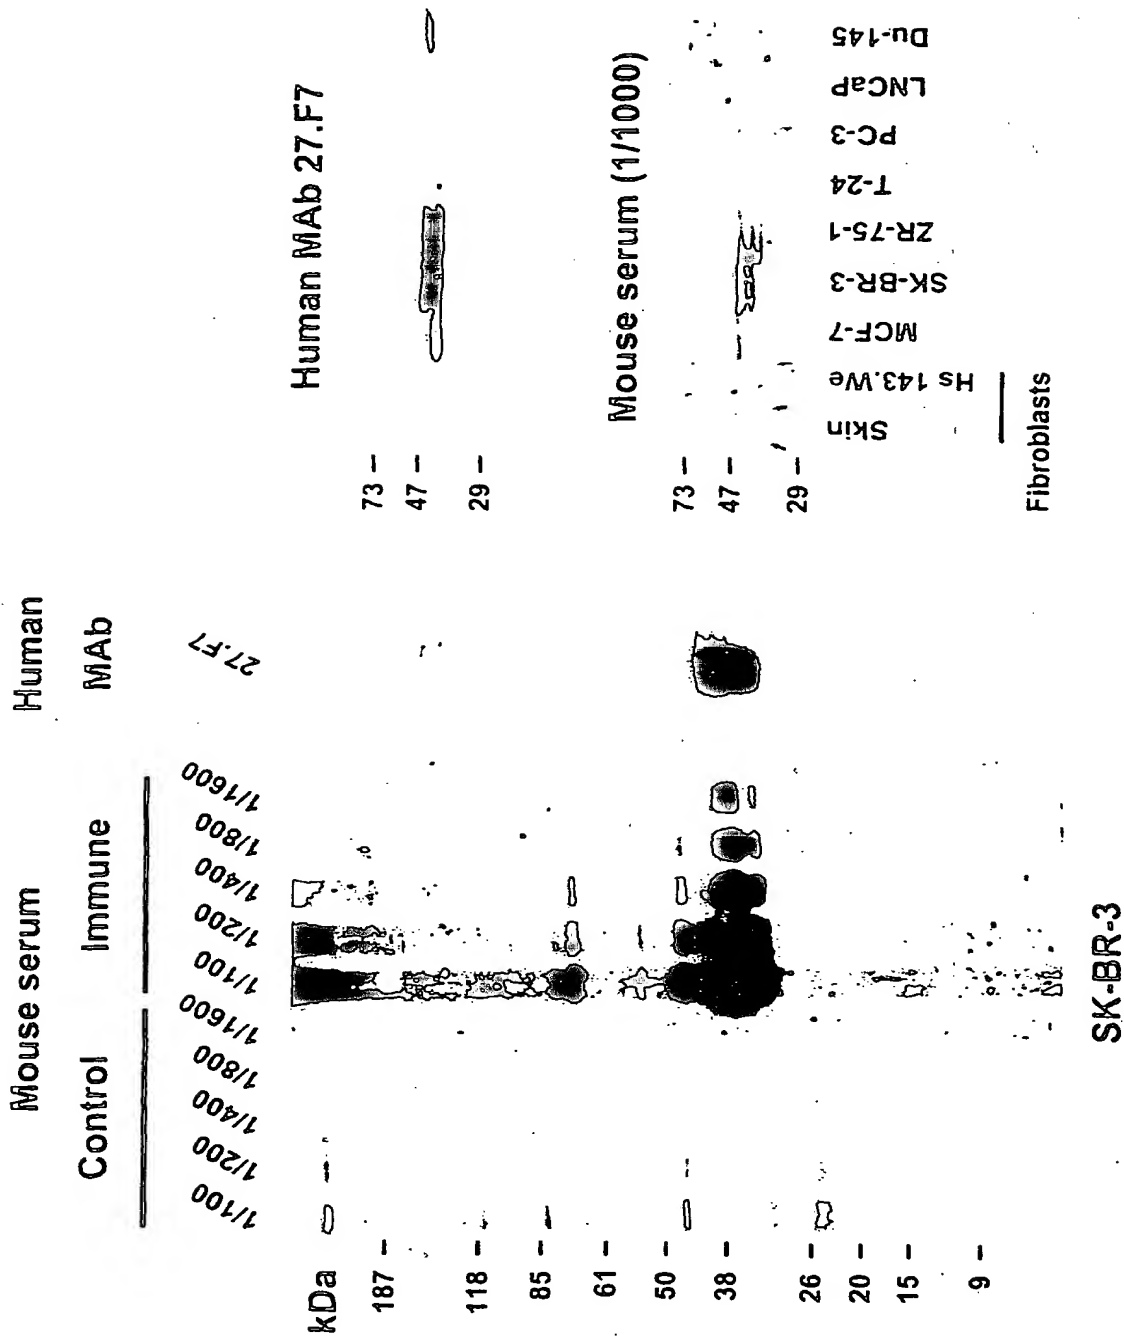 Mouse serum
Human
Control
Immune
MAb
1/100
1/200
1/400
1/800
1/1600
1/100
1/200
1/400
1/800
1/1600
27.F7
kDa
187 –
118 –
85 –
61 –
50 –
38 –
26 –
20 –
15 –
9 –
SK-BR-3
Human MAb 27.F7
73 –
47 –
29 –
Mouse serum (1/1000)
73 –
47 –
29 –
Skin
Hs 143.We
MCF-7
SK-BR-3
ZR-75-1
T-24
PC-3
LNCaP
Du-145
Fibroblasts